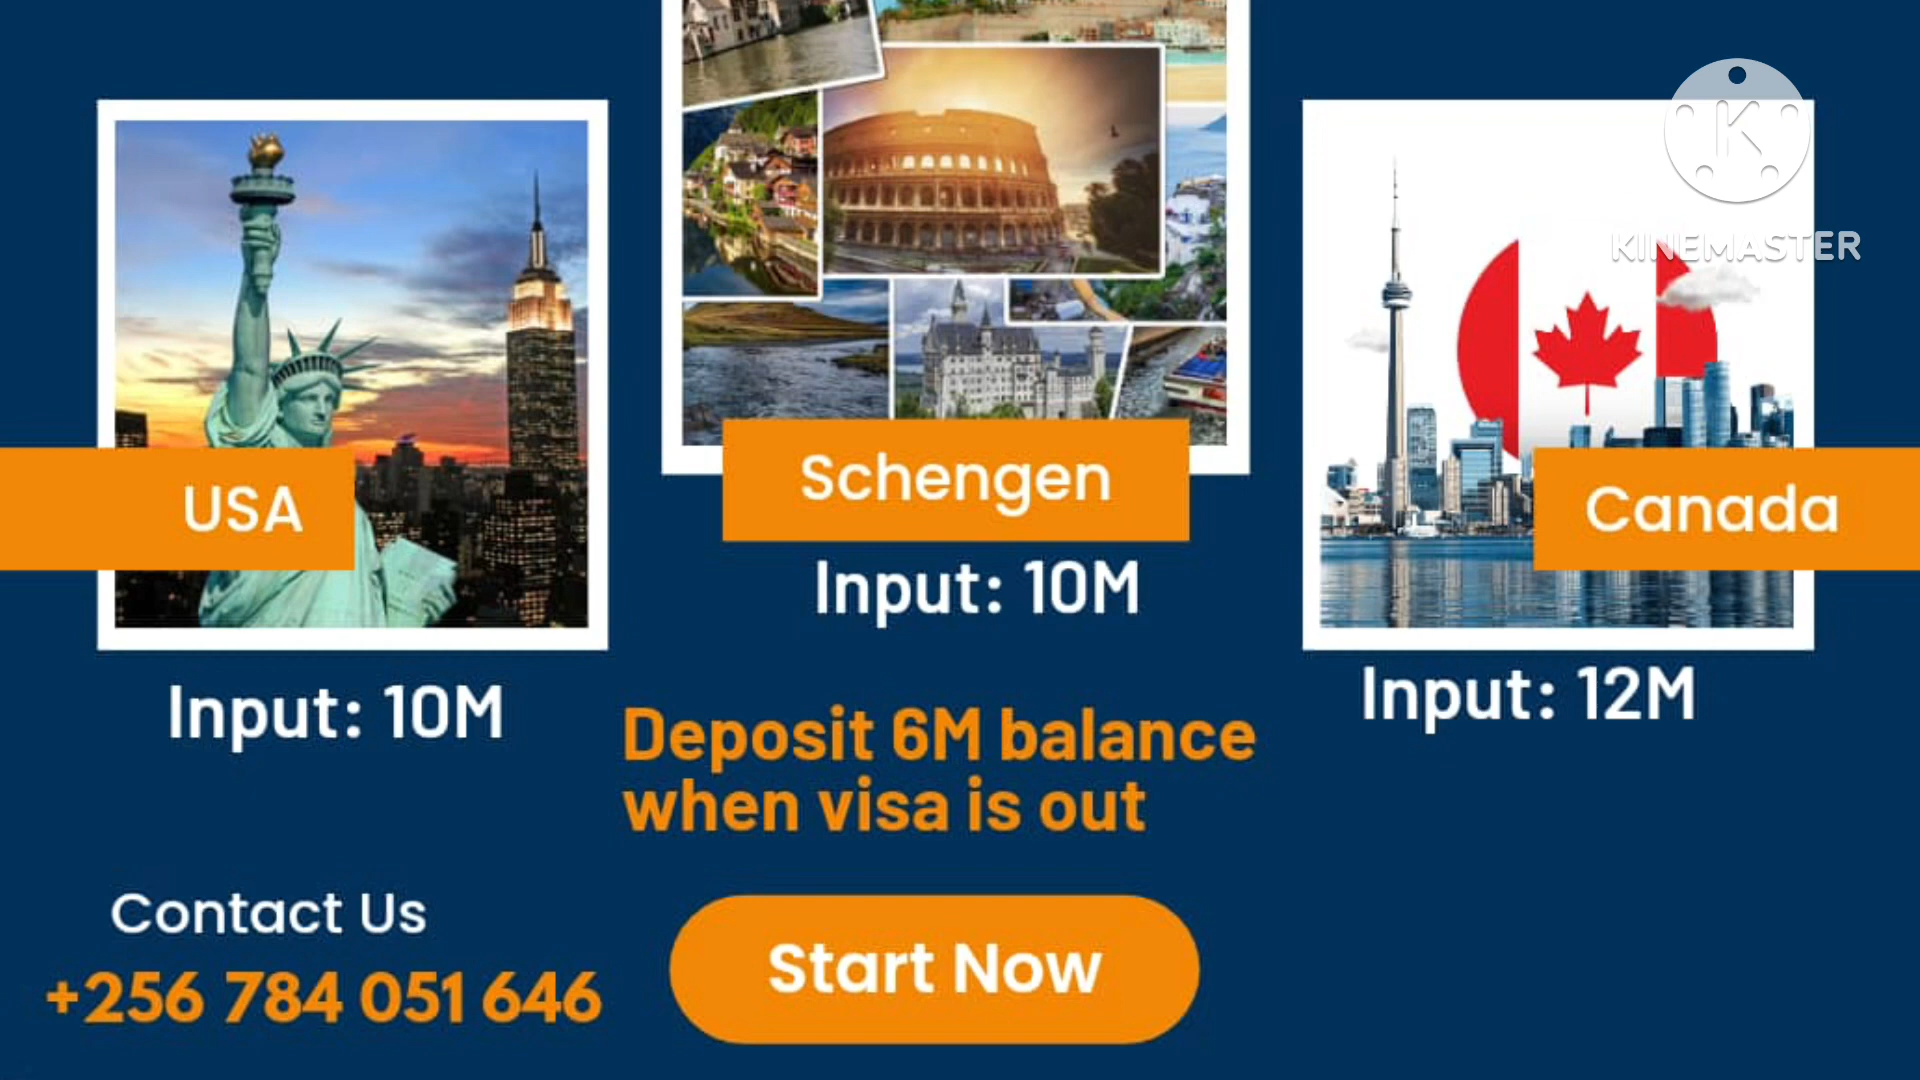 K
KINEMASTER
USA
Input: 10M
Schengen
Input: 10M
Canada
Input: 12M
Deposit 6M balance
when visa is out
Contact Us
+256 784 051 646
Start Now